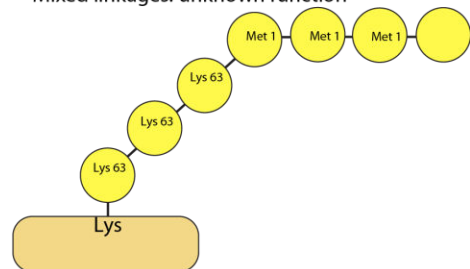 Mixed linkages: unknown function
Met 1 Met 1 Met 1
Lys 63
Lys 63
Lys 63
Lys